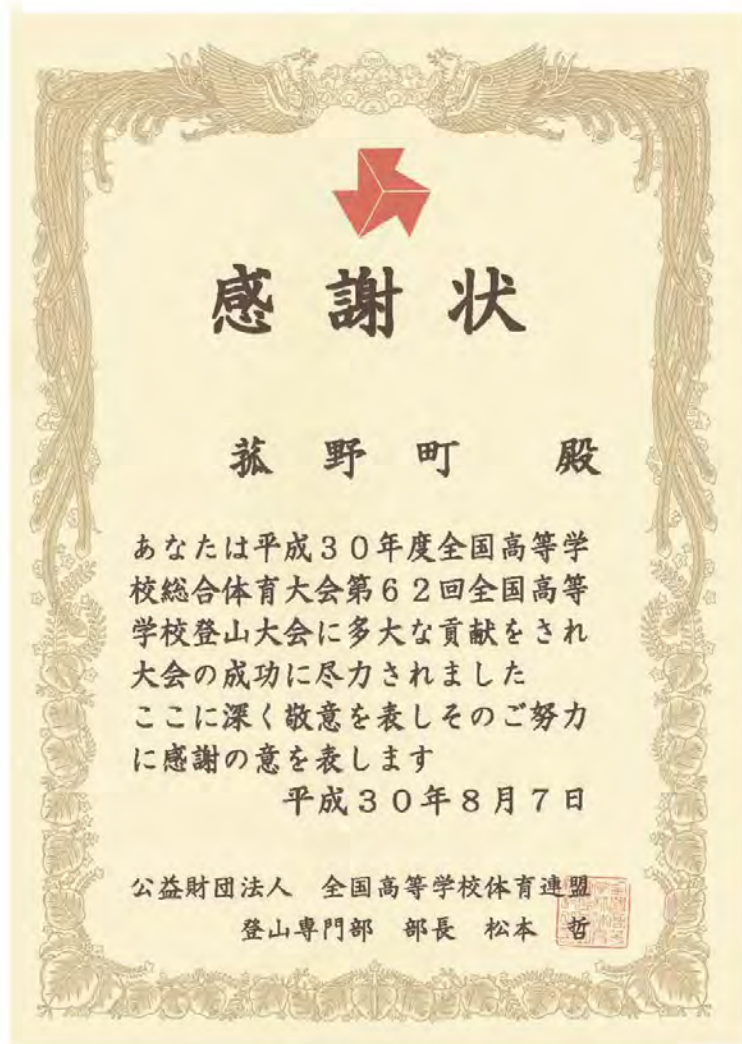 感謝状
菰野町 殿
あなたは平成30年度全国高等学
校総合体育大会第62回全国高等
学校登山大会に多大な貢献をされ
大会の成功に尽力されました
ここに深く敬意を表しそのご努力
に感謝の意を表します
平成30年8月7日
公益財団法人 全国高等学校体育連盟
登山専門部 部長 松本 哲